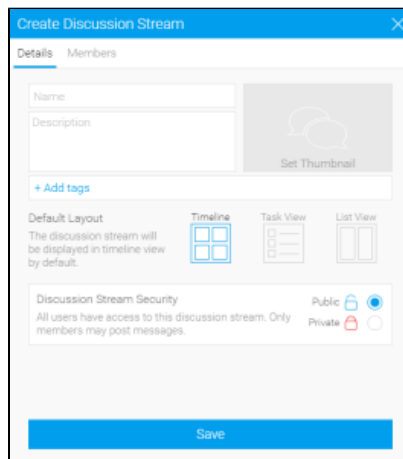 Create Discussion Stream
Details Members
Name
Description
Set Thumbnail
+ Add tags
Default Layout
The discussion stream will
be displayed in timeline view
by default.
Timeline Task View List View
Discussion Stream Security
All users have access to this discussion stream. Only
members may post messages.
Public
Private
Save